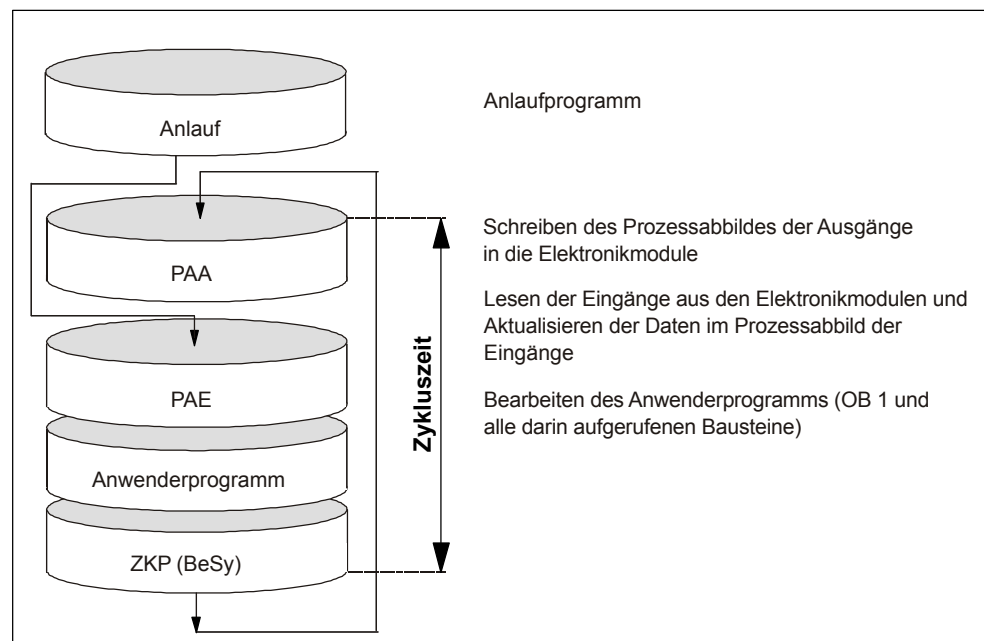 Anlauf
Anlaufprogramm
PAA
Schreiben des Prozessabbildes der Ausgänge
in die Elektronikmodule
PAE
Lesen der Eingänge aus den Elektronikmodulen und
Aktualisieren der Daten im Prozessabbild der
Eingänge
Zykluszeit
Anwenderprogramm
Bearbeiten des Anwenderprogramms (OB 1 und
alle darin aufgerufenen Bausteine)
ZKP (BeSy)